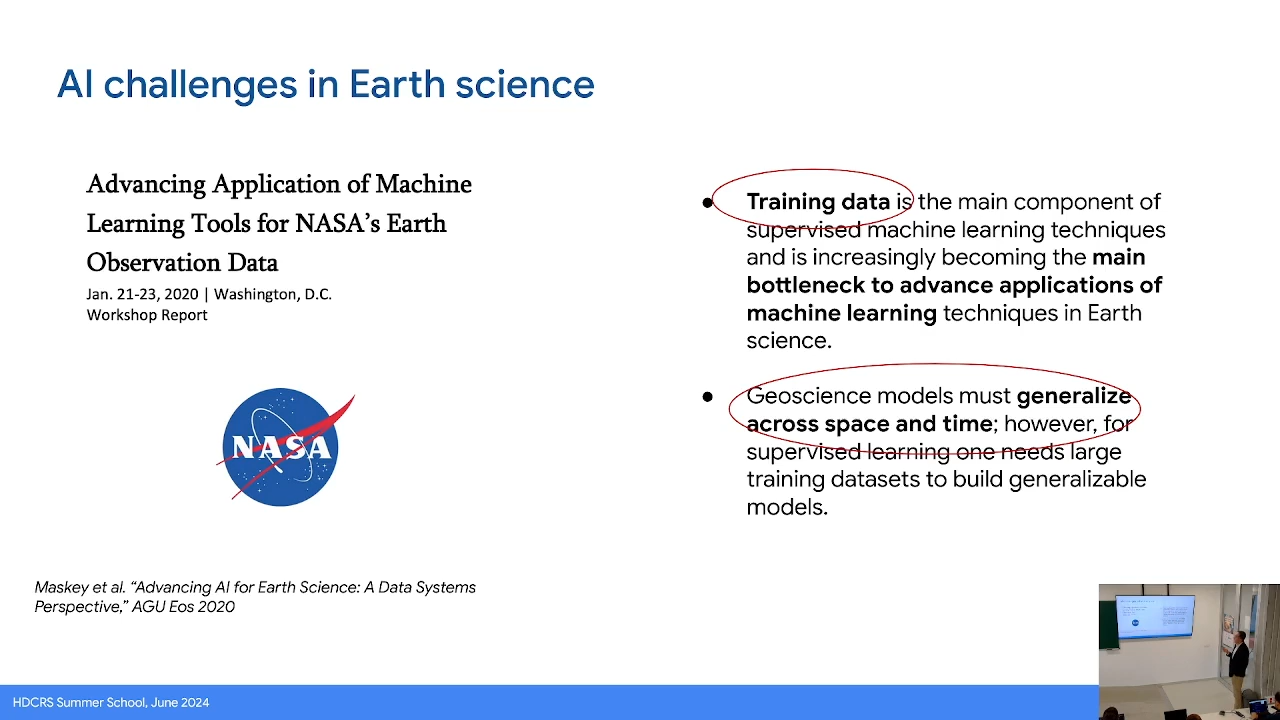 AI challenges in Earth science
Advancing Application of Machine
Learning Tools for NASA's Earth
Observation Data
Jan. 21-23, 2020 | Washington, D.C.
Workshop Report
NASA
Maskey et al. “Advancing AI for Earth Science: A Data Systems
Perspective,” AGU Eos 2020
● Training data is the main component of
supervised machine learning techniques
and is increasingly becoming the main
bottleneck to advance applications of
machine learning techniques in Earth
science.
● Geoscience models must generalize
across space and time; however, for
supervised learning one needs large
training datasets to build generalizable
models.
HDCRS Summer School, June 2024